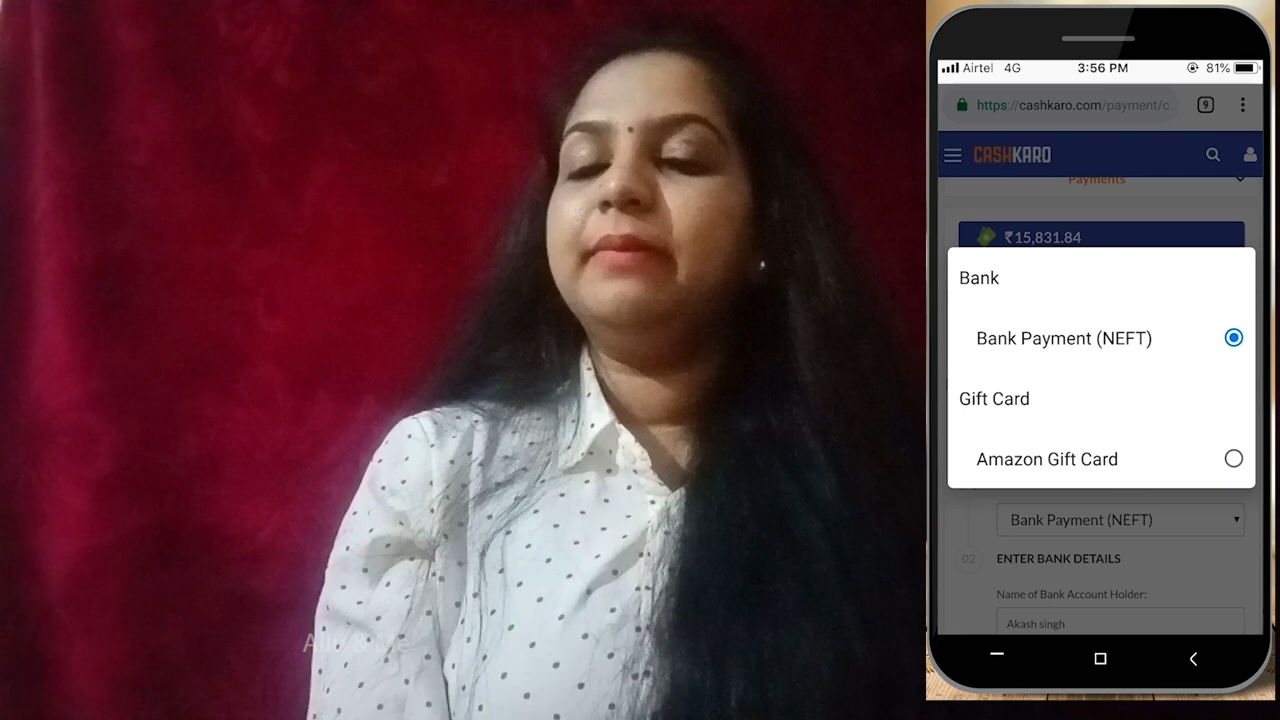 Airtel 4G 3:56 PM 81%
https://cashkaro.com/payment/c
9
CASHKARO
Payments
₹15,831.84
Bank
Bank Payment (NEFT)
Gift Card
Amazon Gift Card
Bank Payment (NEFT)
02 ENTER BANK DETAILS
Name of Bank Account Holder:
Akash singh